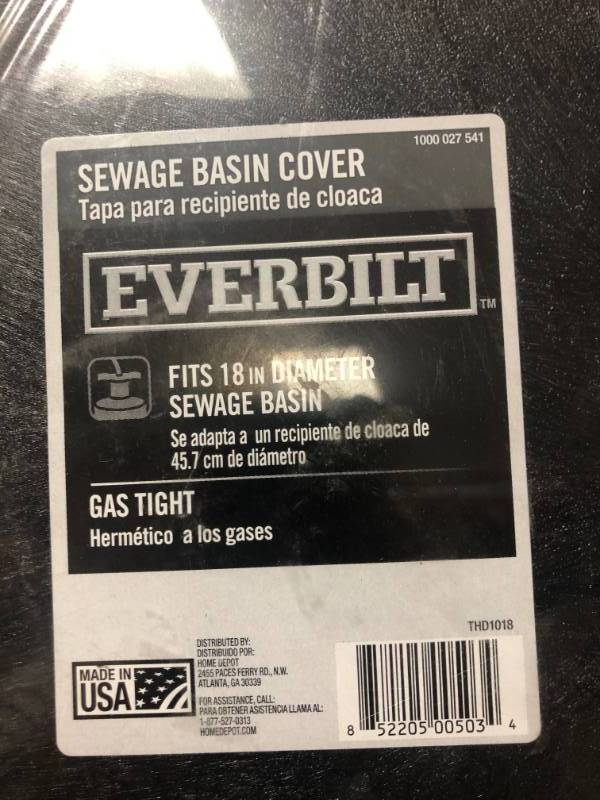 1000 027 541
SEWAGE BASIN COVER
Tapa para recipiente de cloaca
EVERBILT TM
FITS 18 IN DIAMETER
SEWAGE BASIN
Se adapta a un recipiente de cloaca de
45.7 cm de diámetro
GAS TIGHT
Hermético a los gases
THD1018
MADE IN
USA
DISTRIBUTED BY:
DISTRIBUIDO POR:
HOME DEPOT
2455 PACES FERRY RD., N.W.
ATLANTA, GA 30339
FOR ASSISTANCE, CALL:
PARA OBTENER ASISTENCIA LLAMA AL:
1-877-527-0313
HOMEDEPOT.COM
8 52205 00503 4